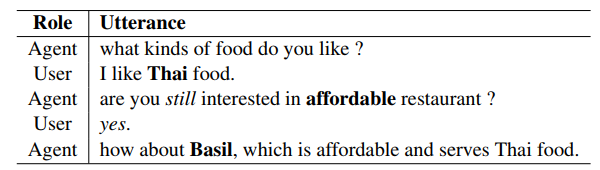 Role Utterance
Agent what kinds of food do you like ?
User I like Thai food.
Agent are you still interested in affordable restaurant ?
User yes.
Agent how about Basil, which is affordable and serves Thai food.